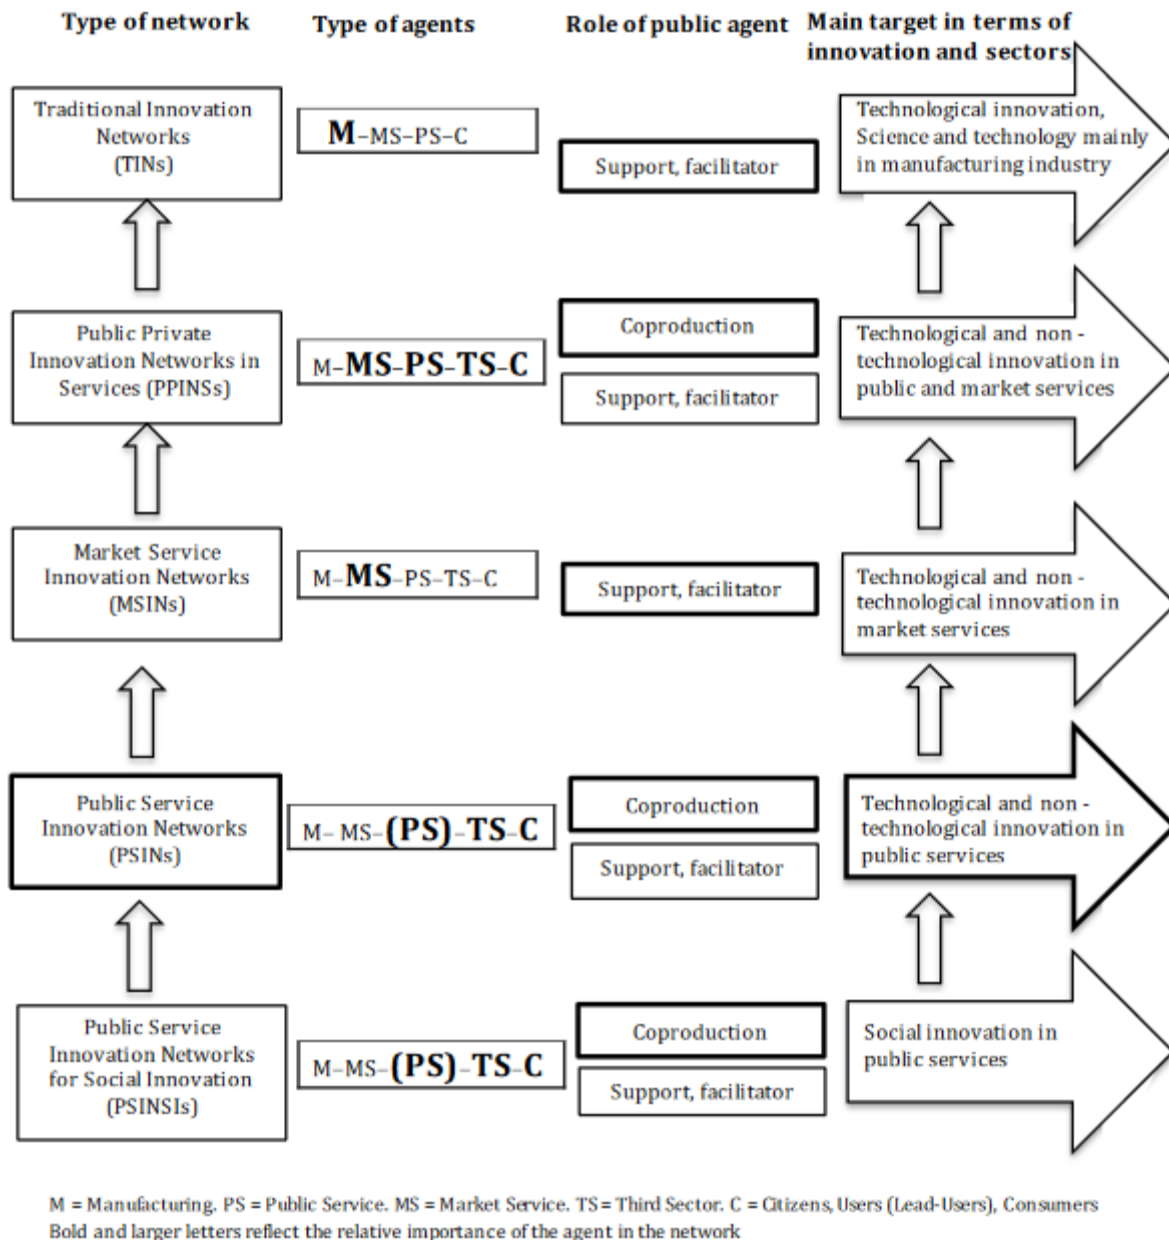 Type of network
Type of agents
Role of public agent
Main target in terms of
innovation and sectors
Traditional Innovation
Networks
(TINs)
M–MS–PS–C
Support, facilitator
Technological innovation,
Science and technology mainly
in manufacturing industry
Public Private
Innovation Networks in
Services (PPINSs)
M–MS–PS–TS–C
Coproduction
Support, facilitator
Technological and non -
technological innovation in
public and market services
Market Service
Innovation Networks
(MSINs)
M–MS–PS–TS–C
Support, facilitator
Technological and non -
technological innovation in
market services
Public Service
Innovation Networks
(PSINs)
M– MS–(PS)–TS–C
Coproduction
Support, facilitator
Technological and non -
technological innovation in
public services
Public Service
Innovation Networks
for Social Innovation
(PSINSIs)
M–MS–(PS)–TS–C
Coproduction
Support, facilitator
Social innovation in
public services
M = Manufacturing. PS = Public Service. MS = Market Service. TS = Third Sector. C = Citizens, Users (Lead-Users), Consumers
Bold and larger letters reflect the relative importance of the agent in the network